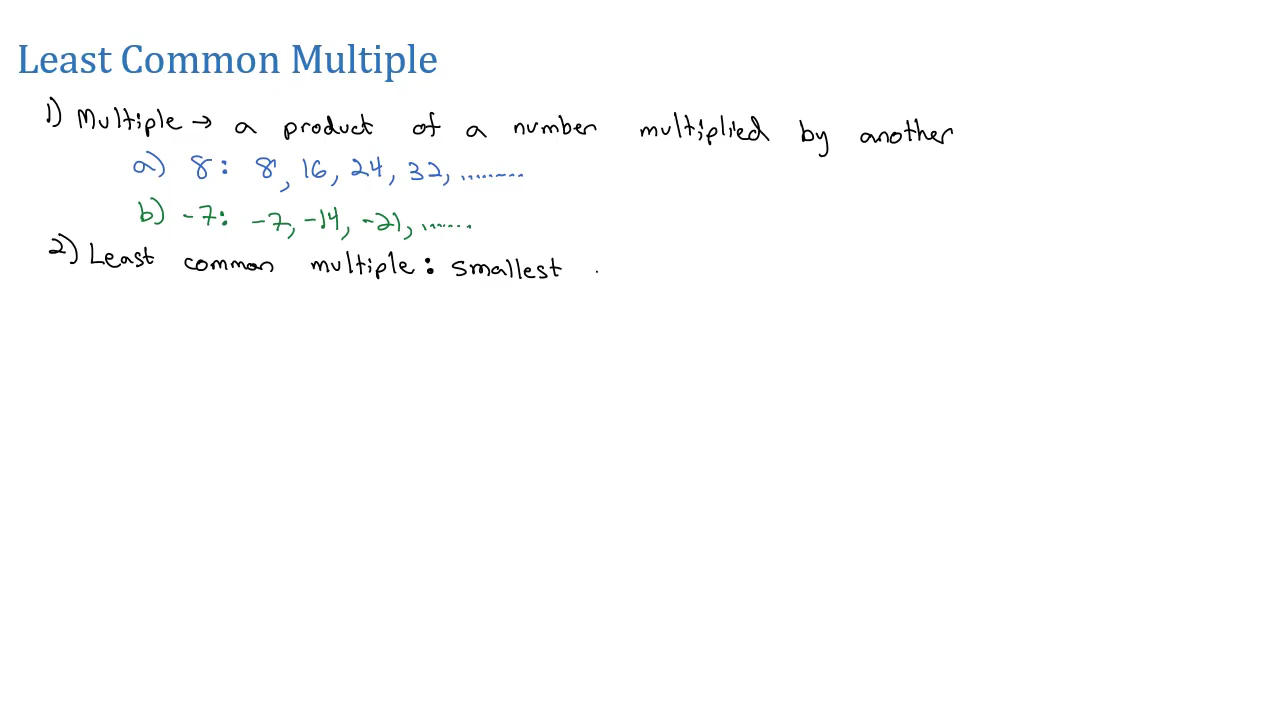 Least Common Multiple
1) Multiple → a product of a number multiplied by another
a) 8: 8, 16, 24, 32, ........
b) -7: -7, -14, -21, .......
2) Least common multiple: smallest